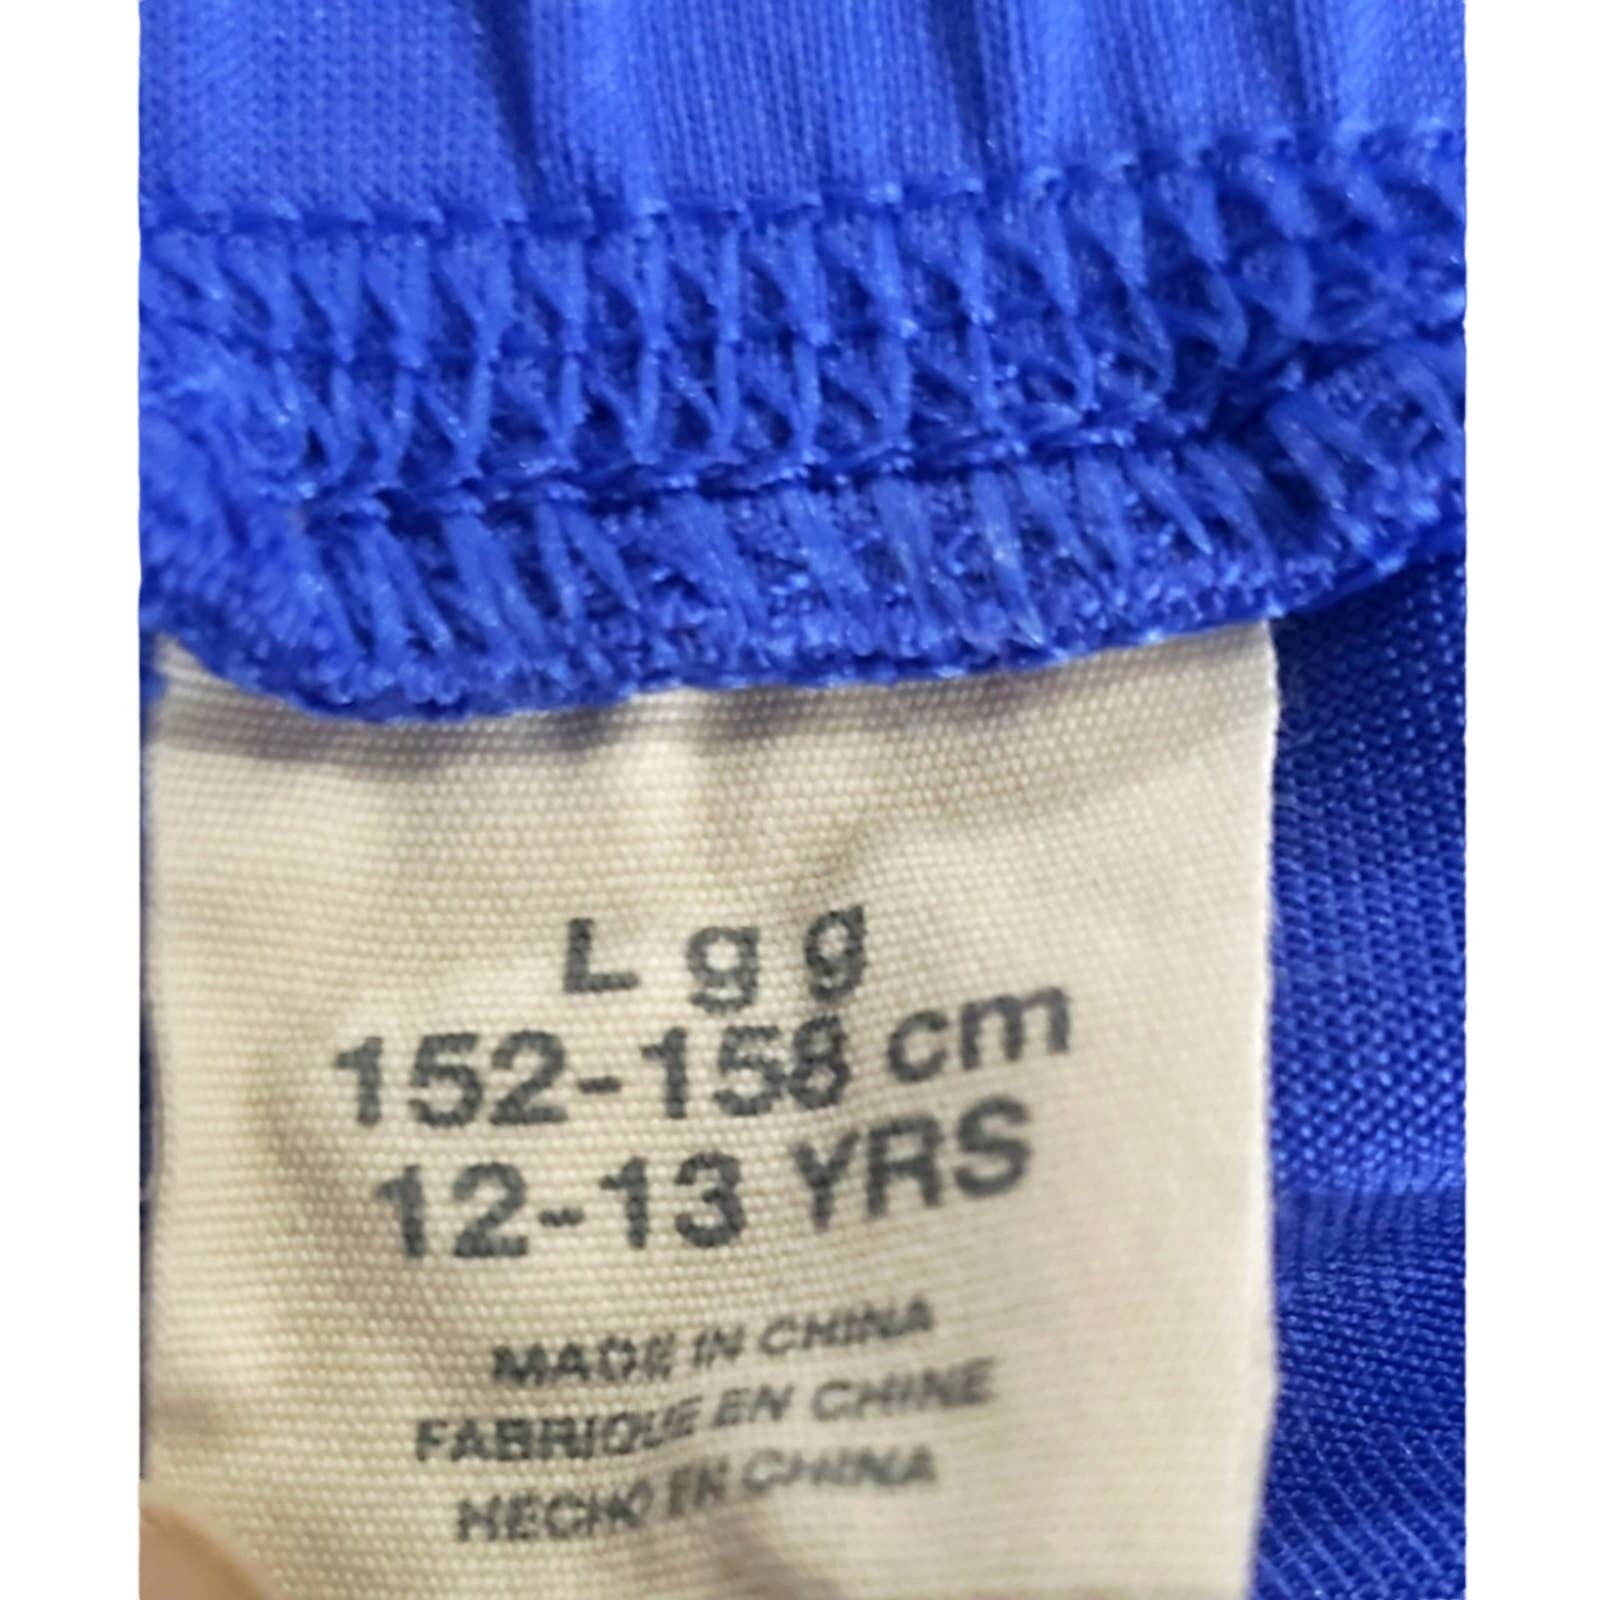 L g g
152-158 cm
12-13 YRS
MADE IN CHINA
FABRIQUE EN CHINE
HECHO EN CHINA